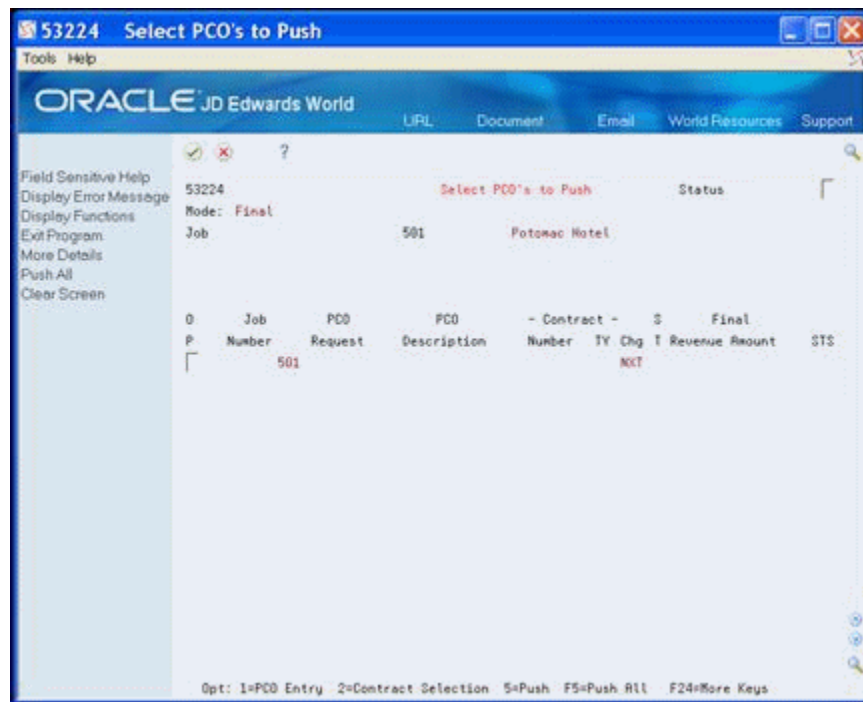 53224 Select PCO's to Push
Tools Help
ORACLE JD Edwards World
URL Document Email World Resources Support
?
Field Sensitive Help
Display Error Message
Display Functions
Exit Program
More Details
Push All
Clear Screen
53224 Select PCO's to Push Status
Mode: Final
Job 501 Potomac Hotel
O Job PCO PCO - Contract - S Final
P Number Request Description Number TY Chg T Revenue Amount STS
501 NXT
Opt: 1=PCO Entry 2=Contract Selection 5=Push F5=Push All F24=More Keys